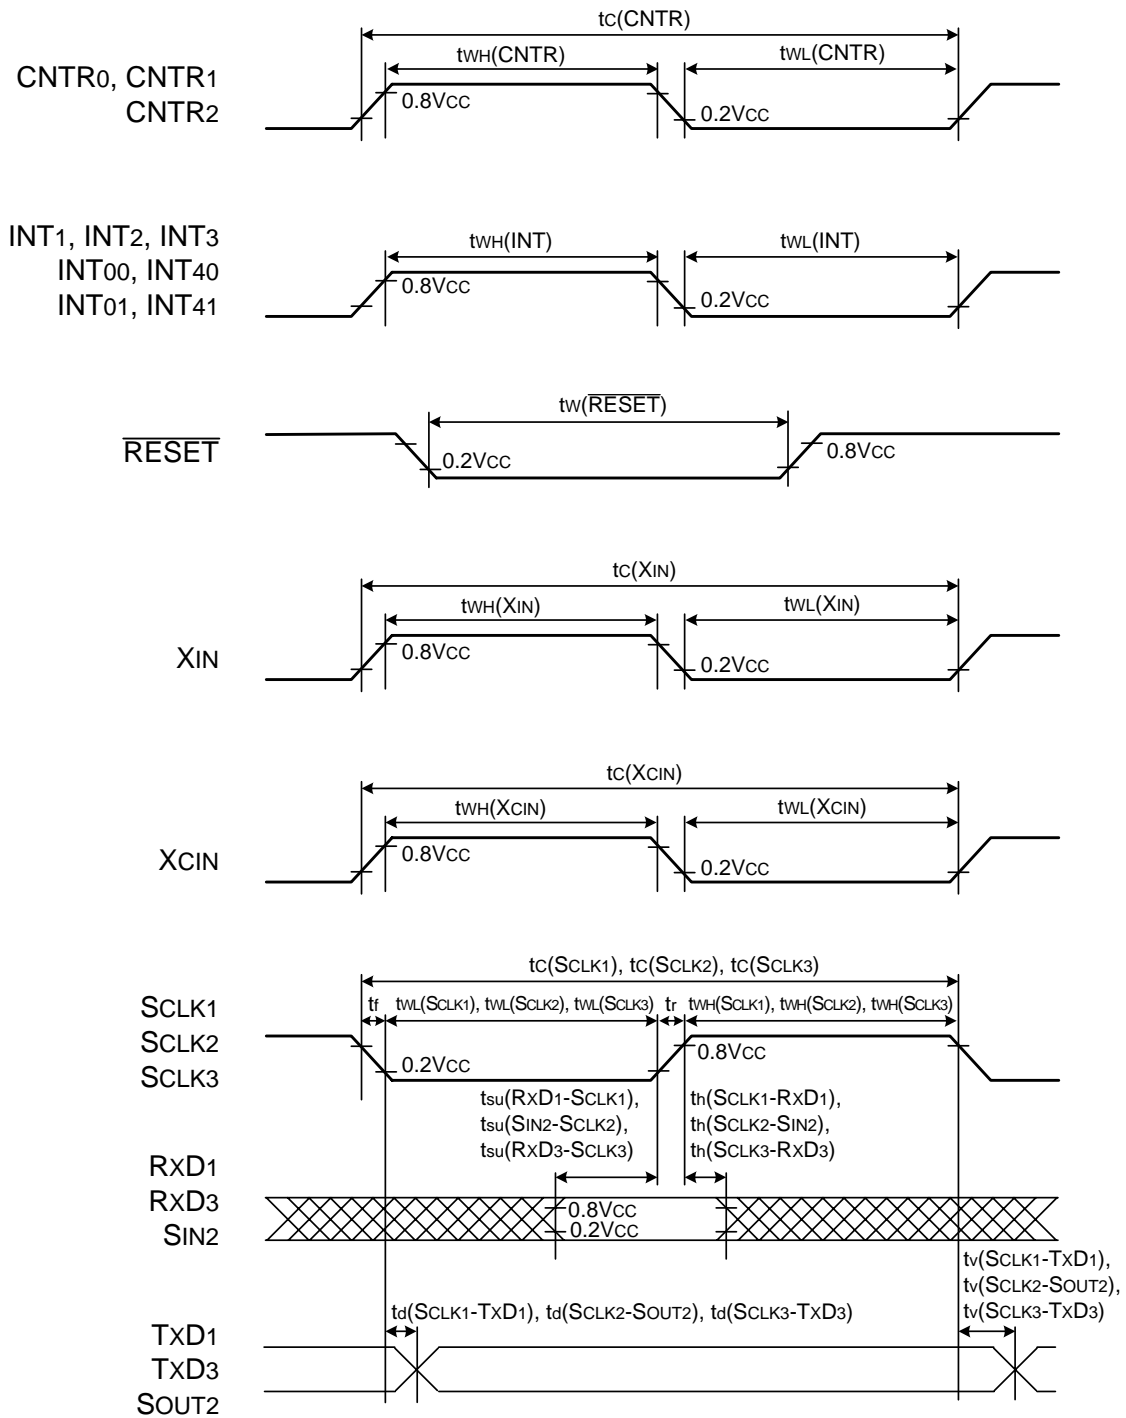 tC(CNTR)
tWH(CNTR) tWL(CNTR)
CNTR0, CNTR1
CNTR2
0.8VCC
0.2VCC
INT1, INT2, INT3
INT00, INT40
INT01, INT41
tWH(INT) tWL(INT)
0.8VCC
0.2VCC
tW(RESET)
RESET
0.2VCC
0.8VCC
tC(XIN)
tWH(XIN) tWL(XIN)
XIN
0.8VCC
0.2VCC
tC(XCIN)
tWH(XCIN) tWL(XCIN)
XCIN
0.8VCC
0.2VCC
tC(SCLK1), tC(SCLK2), tC(SCLK3)
tf tWL(SCLK1), tWL(SCLK2), tWL(SCLK3) tr tWH(SCLK1), tWH(SCLK2), tWH(SCLK3)
SCLK1
SCLK2
SCLK3
0.2VCC
0.8VCC
tsu(RXD1-SCLK1),
tsu(SIN2-SCLK2),
tsu(RXD3-SCLK3)
th(SCLK1-RXD1),
th(SCLK2-SIN2),
th(SCLK3-RXD3)
RXD1
RXD3
SIN2
0.8VCC
0.2VCC
tv(SCLK1-TXD1),
tv(SCLK2-SOUT2),
tv(SCLK3-TXD3)
td(SCLK1-TXD1), td(SCLK2-SOUT2), td(SCLK3-TXD3)
TXD1
TXD3
SOUT2